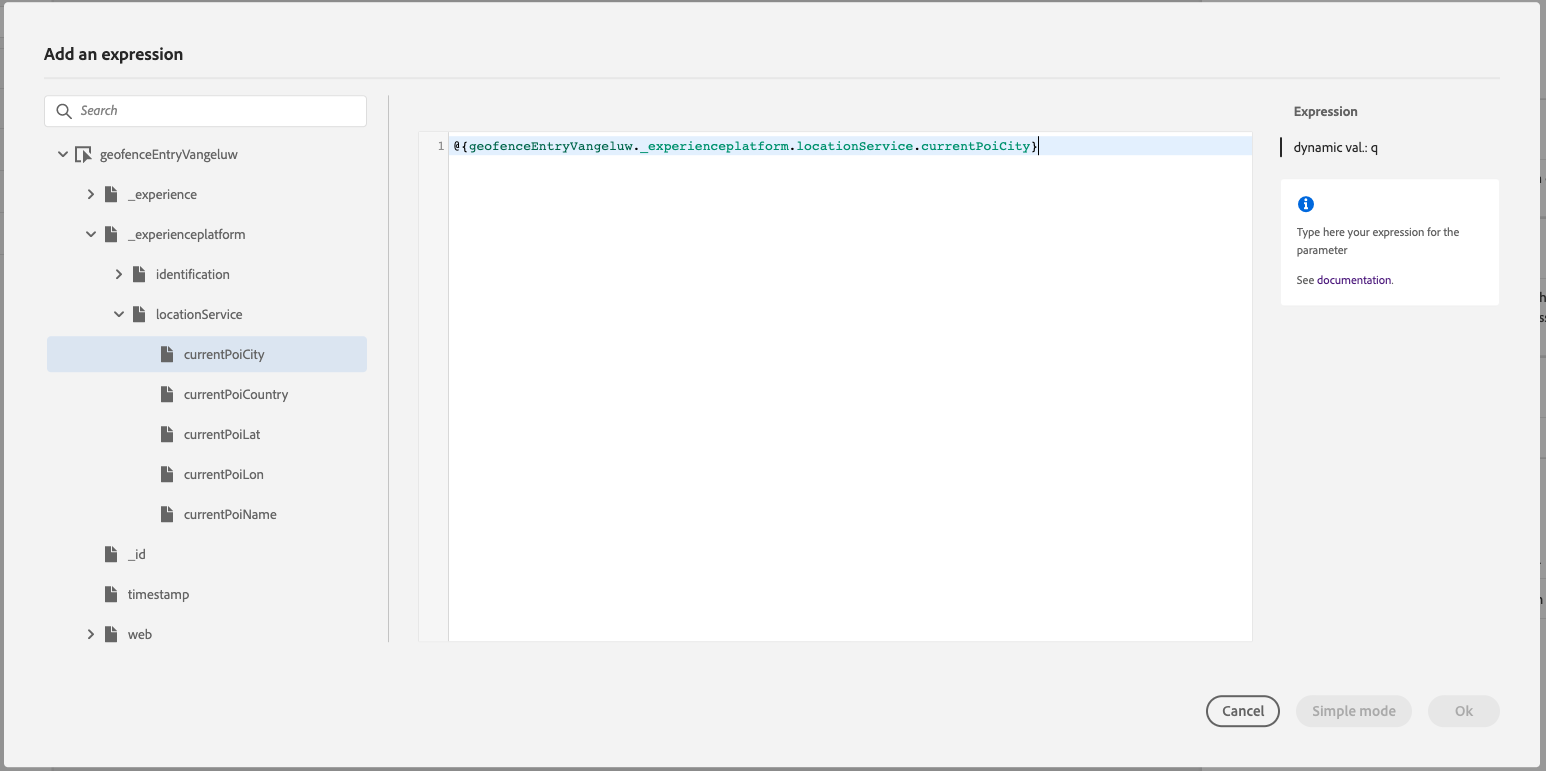 Add an expression
Search
geofenceEntryVangeluw
_experience
_experienceplatform
identification
locationService
currentPoiCity
currentPoiCountry
currentPoiLat
currentPoiLon
currentPoiName
_id
timestamp
web
1 @{geofenceEntryVangeluw._experienceplatform.locationService.currentPoiCity}
Expression
dynamic val.: q
Type here your expression for the
parameter
See documentation.
Cancel
Simple mode
Ok